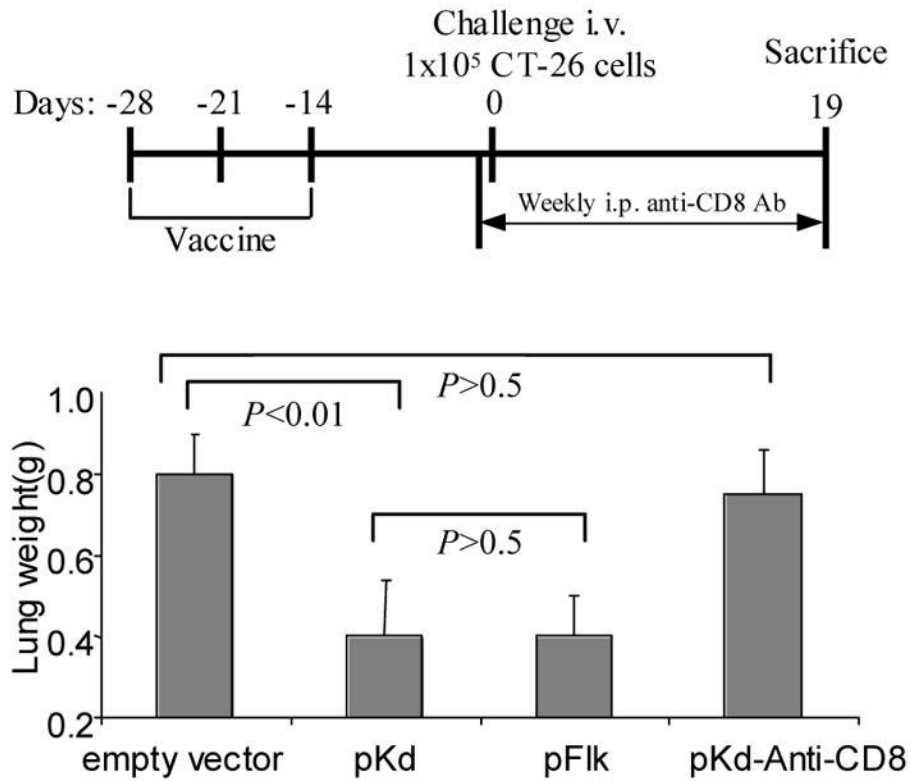 Challenge i.v.
1x10⁵ CT-26 cells
Sacrifice
Days: -28 -21 -14 0 19
Weekly i.p. anti-CD8 Ab
Vaccine
P>0.5
P<0.01
P>0.5
Lung weight(g)
1.0
0.8
0.6
0.4
0.2
empty vector pKd pFlk pKd-Anti-CD8